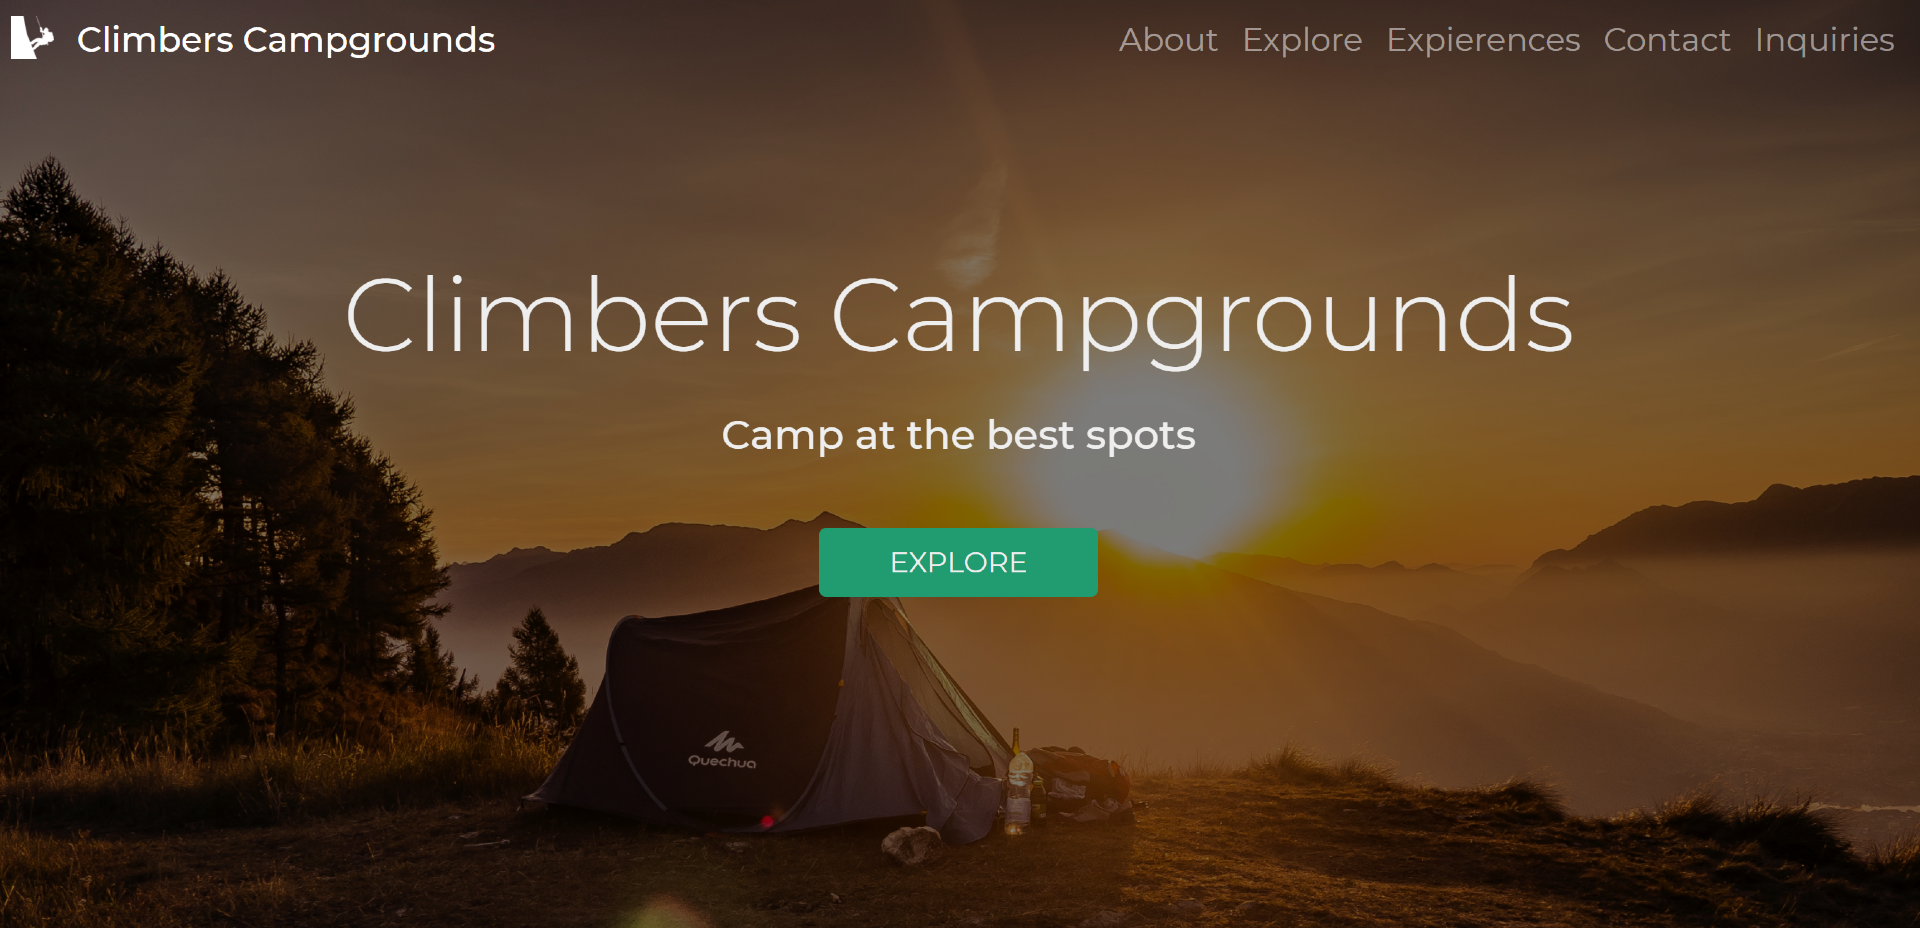 Climbers Campgrounds
About Explore Expierences Contact Inquiries
Climbers Campgrounds
Camp at the best spots
EXPLORE
Quechua